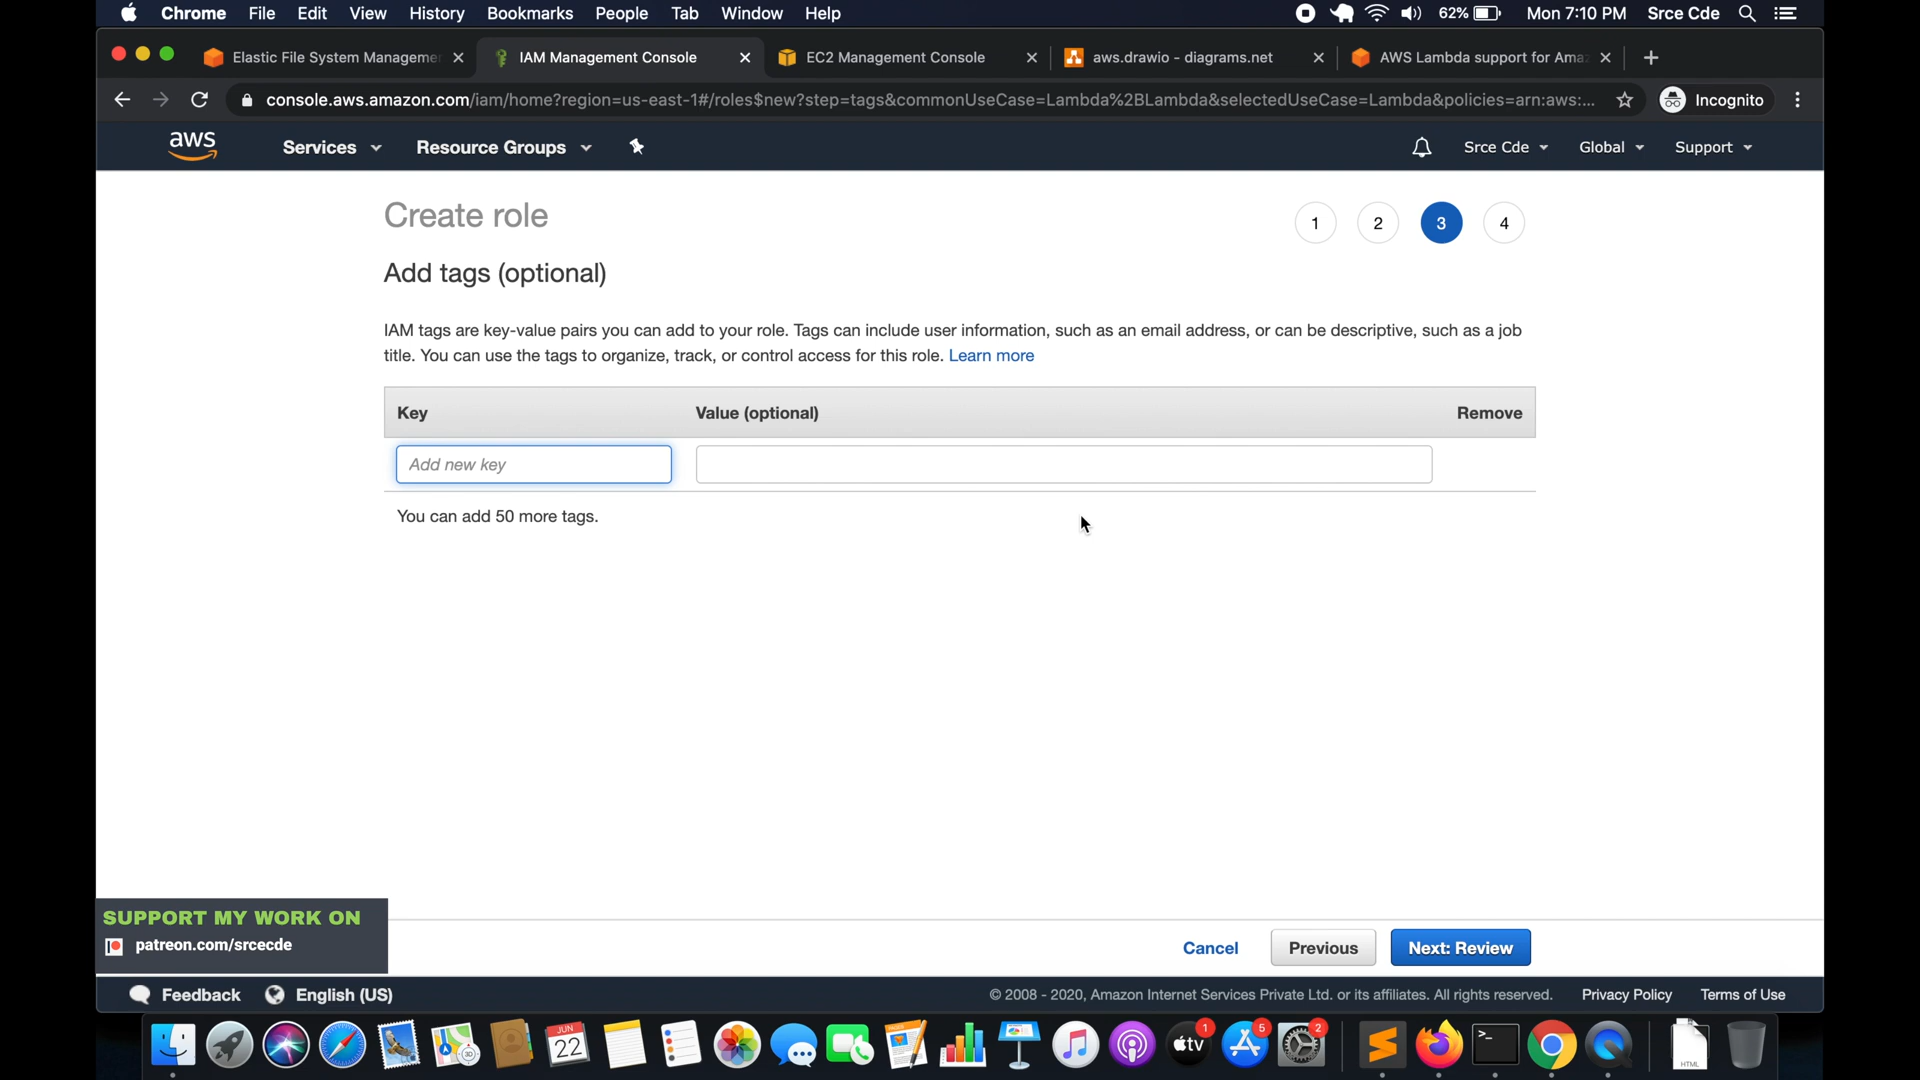 Chrome File Edit View History Bookmarks People Tab Window Help 62% Mon 7:10 PM Srce Cde
Elastic File System Manageme IAM Management Console EC2 Management Console aws.drawio - diagrams.net AWS Lambda support for Ama
console.aws.amazon.com/iam/home?region=us-east-1#/roles$new?step=tags&commonUseCase=Lambda%2BLambda&selectedUseCase=Lambda&policies=arn:aws:... Incognito
aws Services Resource Groups Srce Cde Global Support
Create role 1 2 3 4
Add tags (optional)
IAM tags are key-value pairs you can add to your role. Tags can include user information, such as an email address, or can be descriptive, such as a job
title. You can use the tags to organize, track, or control access for this role. Learn more
Key Value (optional) Remove
Add new key
You can add 50 more tags.
SUPPORT MY WORK ON
patreon.com/srcecde
Cancel Previous Next: Review
Feedback English (US) © 2008 - 2020, Amazon Internet Services Private Ltd. or its affiliates. All rights reserved. Privacy Policy Terms of Use
JUN
22
3D
tv
1
5
2
HTML